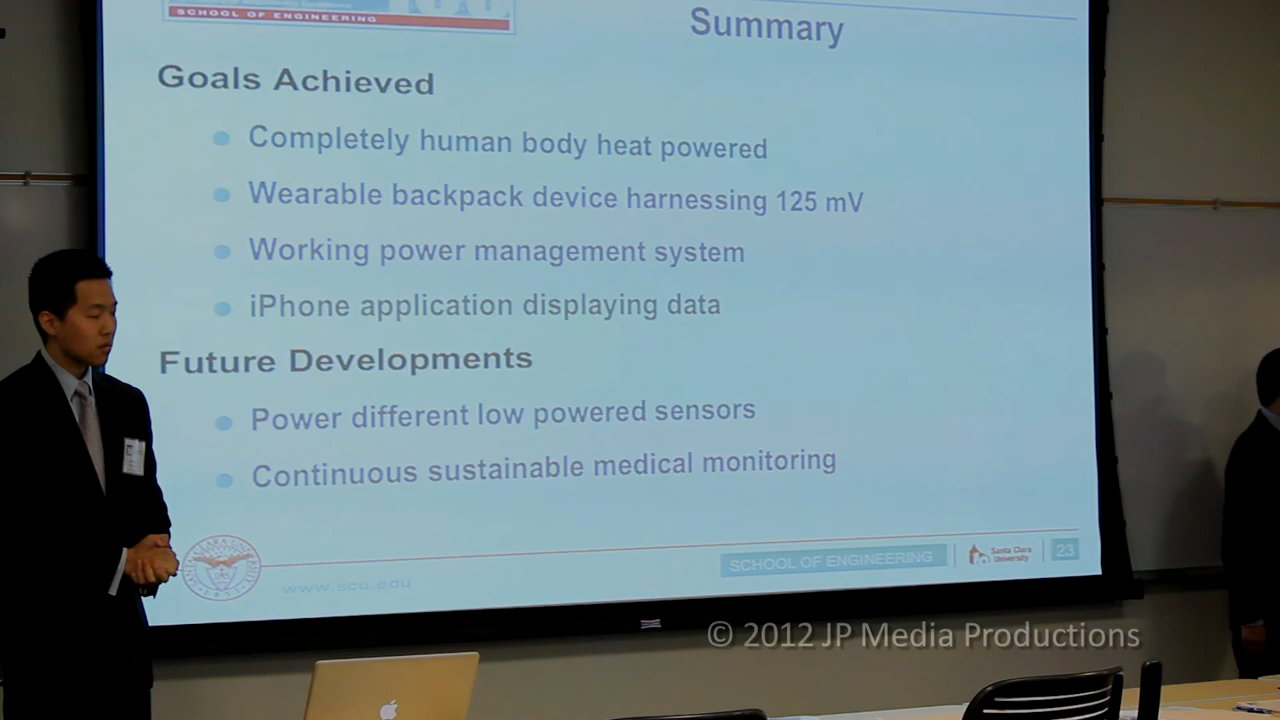 SCHOOL OF ENGINEERING
Summary
Goals Achieved
Completely human body heat powered
Wearable backpack device harnessing 125 mV
Working power management system
iPhone application displaying data
Future Developments
Power different low powered sensors
Continuous sustainable medical monitoring
www.scu.edu
SCHOOL OF ENGINEERING
Santa Clara
University
23
© 2012 JP Media Productions